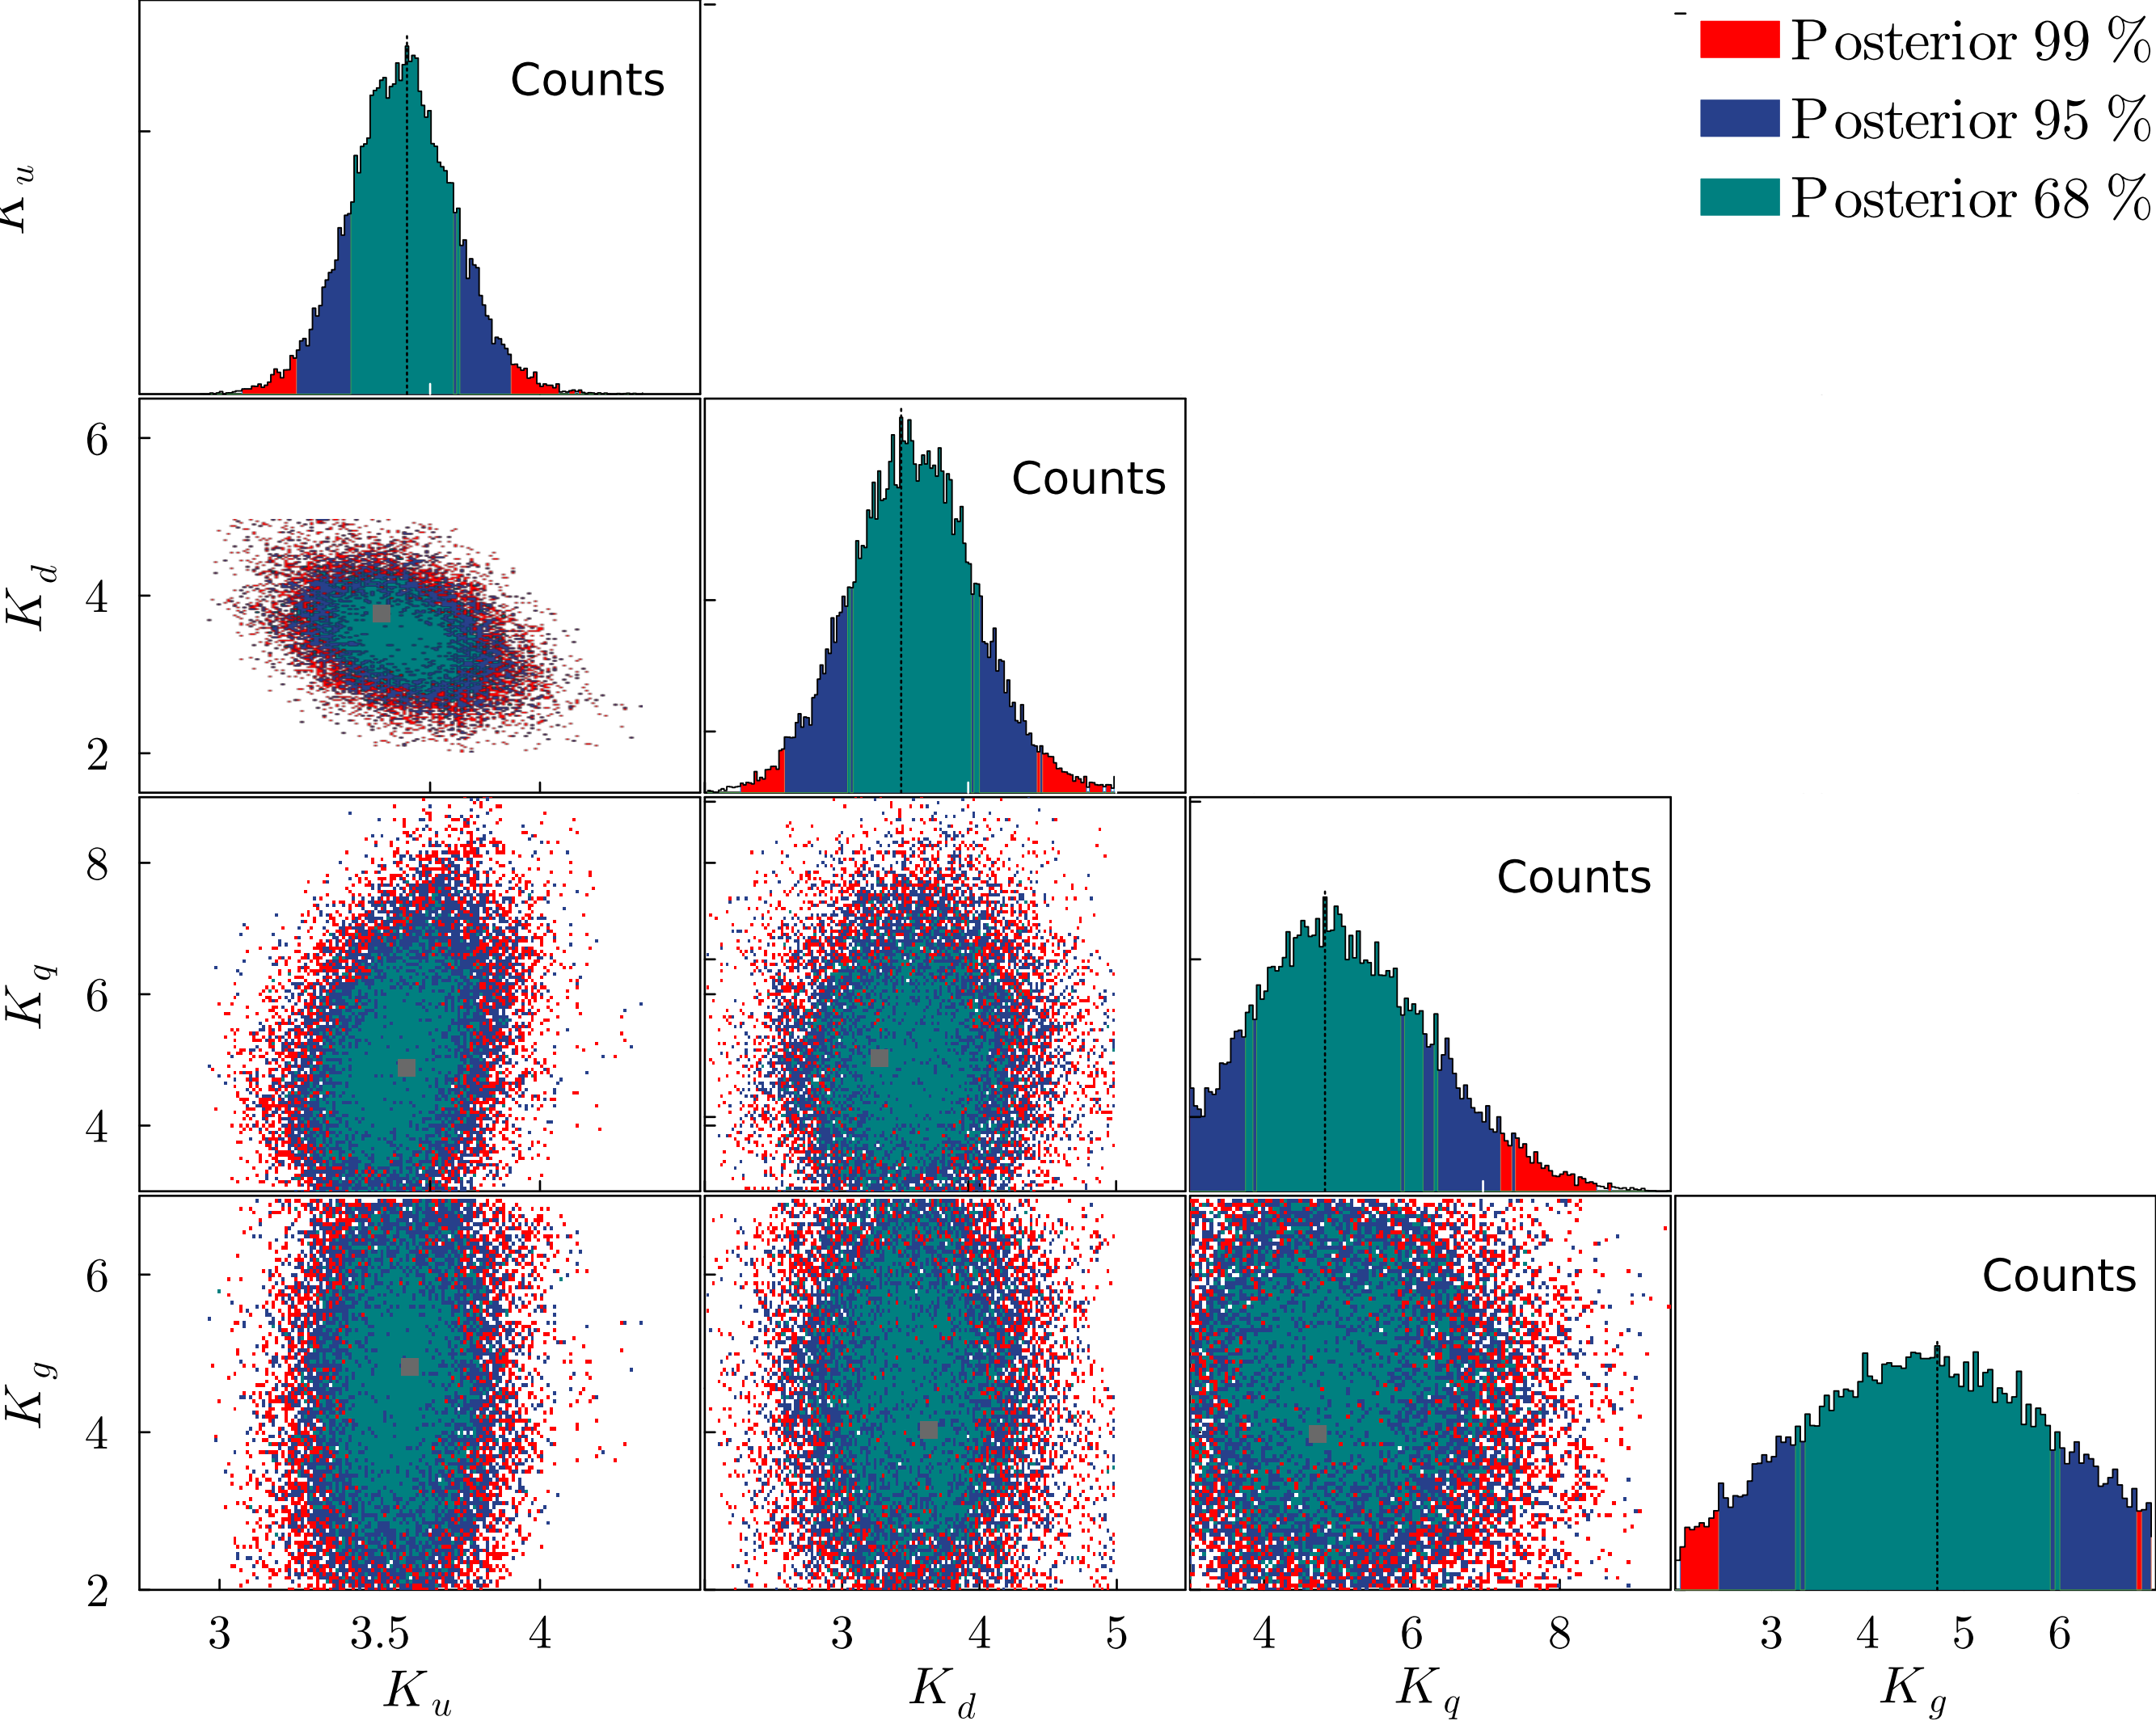 Posterior 99 %
Posterior 95 %
Posterior 68 %
K u
Counts
K d
6
4
2
Counts
K q
8
6
4
Counts
K g
6
4
2
Counts
3 3.5 4
3 4 5
4 6 8
3 4 5 6
K u
K d
K q
K g